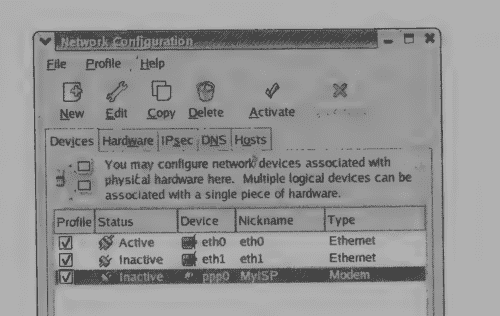 Network Configuration
File Profile Help
New Edit Copy Delete Activate
Devices Hardware IPsec DNS Hosts
You may configure network devices associated with
physical hardware here. Multiple logical devices can be
associated with a single piece of hardware.
Profile Status Device Nickname Type
Active eth0 eth0 Ethernet
Inactive eth1 eth1 Ethernet
Inactive ppp0 MyISP Modem